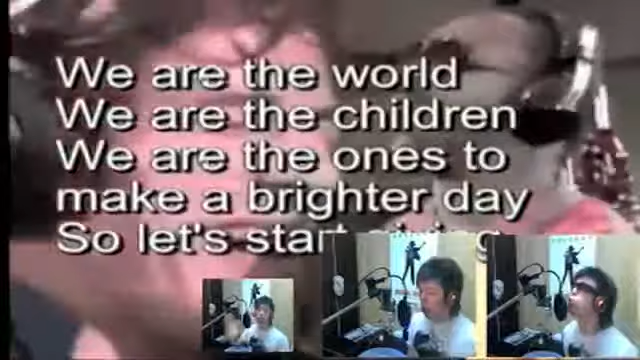 We are the world
We are the children
We are the ones to
make a brighter day
So let's start giving